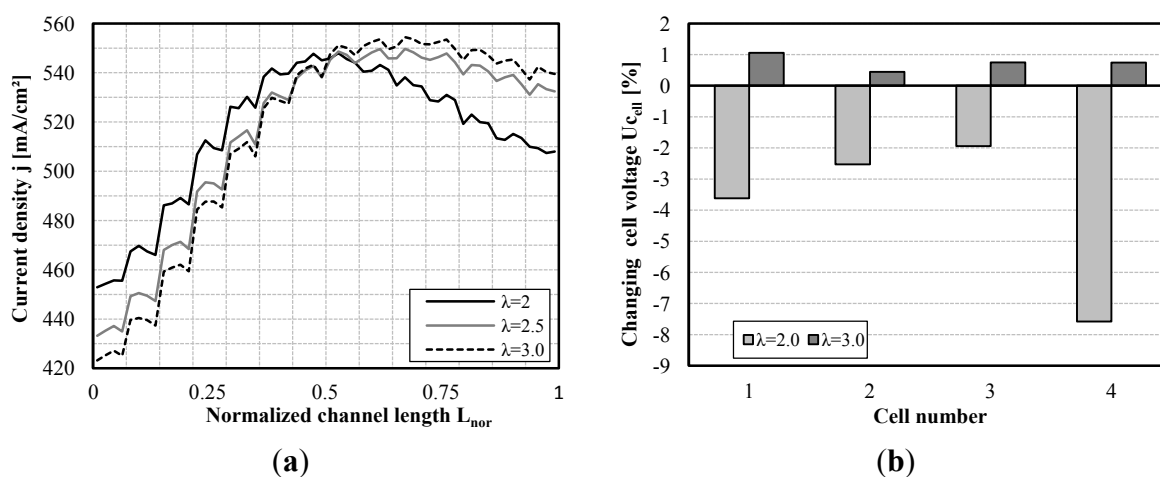 560
540
520
500
480
460
440
420
Current density j [mA/cm²]
0
0.25
0.5
0.75
1
Normalized channel length Lnor
λ=2
λ=2.5
λ=3.0
(a)
2
1
0
-1
-2
-3
-4
-5
-6
-7
-8
-9
Changing cell voltage Ucell [%]
λ=2.0
λ=3.0
1
2
3
4
Cell number
(b)